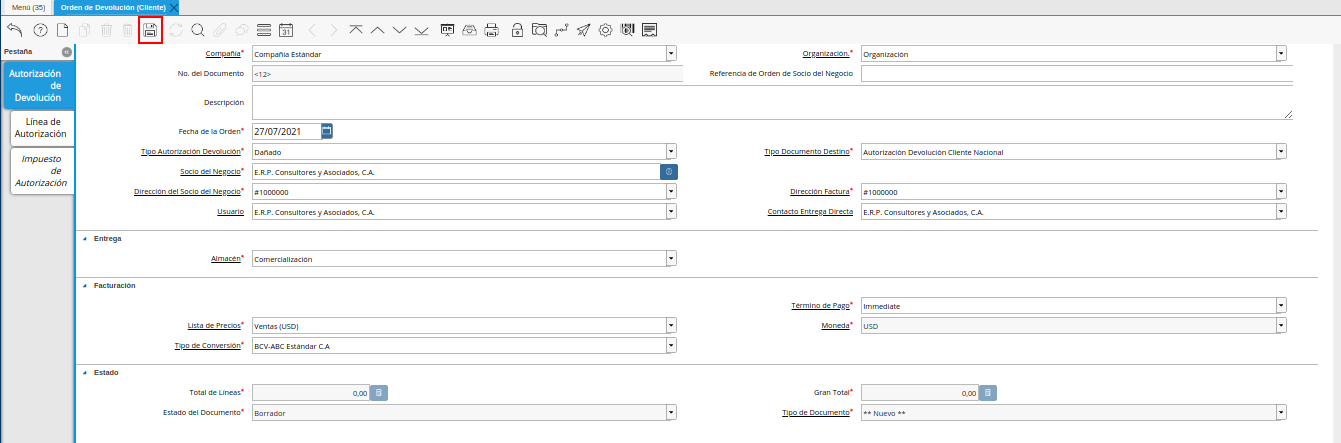 Menú (35) Orden de Devolución (Cliente)
31
Pestaña
Autorización
de
Devolución
Línea de
Autorización
Impuesto
de
Autorización
Compañía* Compañía Estándar Organización.* Organización
No. del Documento <12> Referencia de Orden de Socio del Negocio
Descripción
Fecha de la Orden* 27/07/2021
Tipo Autorización Devolución* Dañado Tipo Documento Destino* Autorización Devolución Cliente Nacional
Socio del Negocio* E.R.P. Consultores y Asociados, C.A.
Dirección del Socio del Negocio* #1000000 Dirección Factura* #1000000
Usuario E.R.P. Consultores y Asociados, C.A. Contacto Entrega Directa E.R.P. Consultores y Asociados, C.A.
Entrega
Almacén* Comercialización
Facturación
Término de Pago* Immediate
Lista de Precios* Ventas (USD) Moneda* USD
Tipo de Conversión* BCV-ABC Estándar C.A
Estado
Total de Líneas* 0,00 Gran Total* 0,00
Estado del Documento* Borrador Tipo de Documento* ** Nuevo **